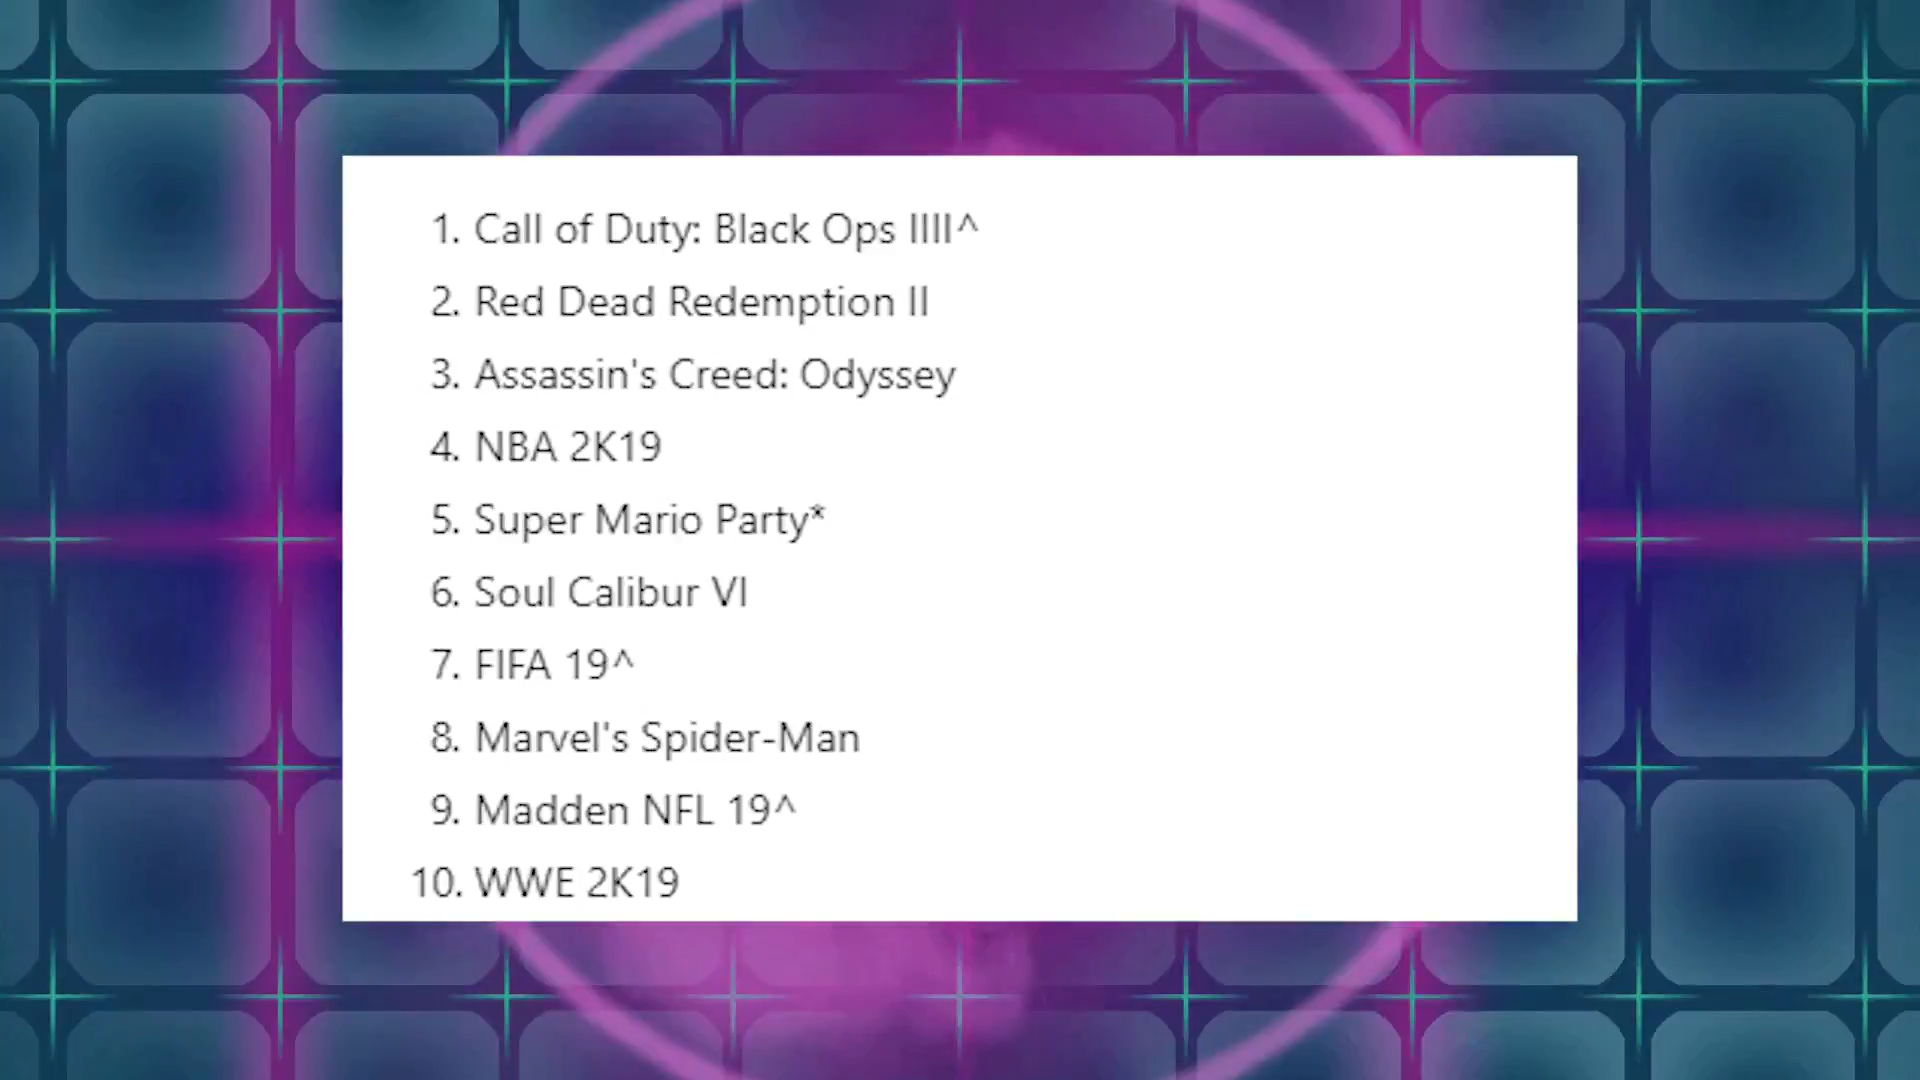 1. Call of Duty: Black Ops IIII^
2. Red Dead Redemption II
3. Assassin's Creed: Odyssey
4. NBA 2K19
5. Super Mario Party*
6. Soul Calibur VI
7. FIFA 19^
8. Marvel's Spider-Man
9. Madden NFL 19^
10. WWE 2K19